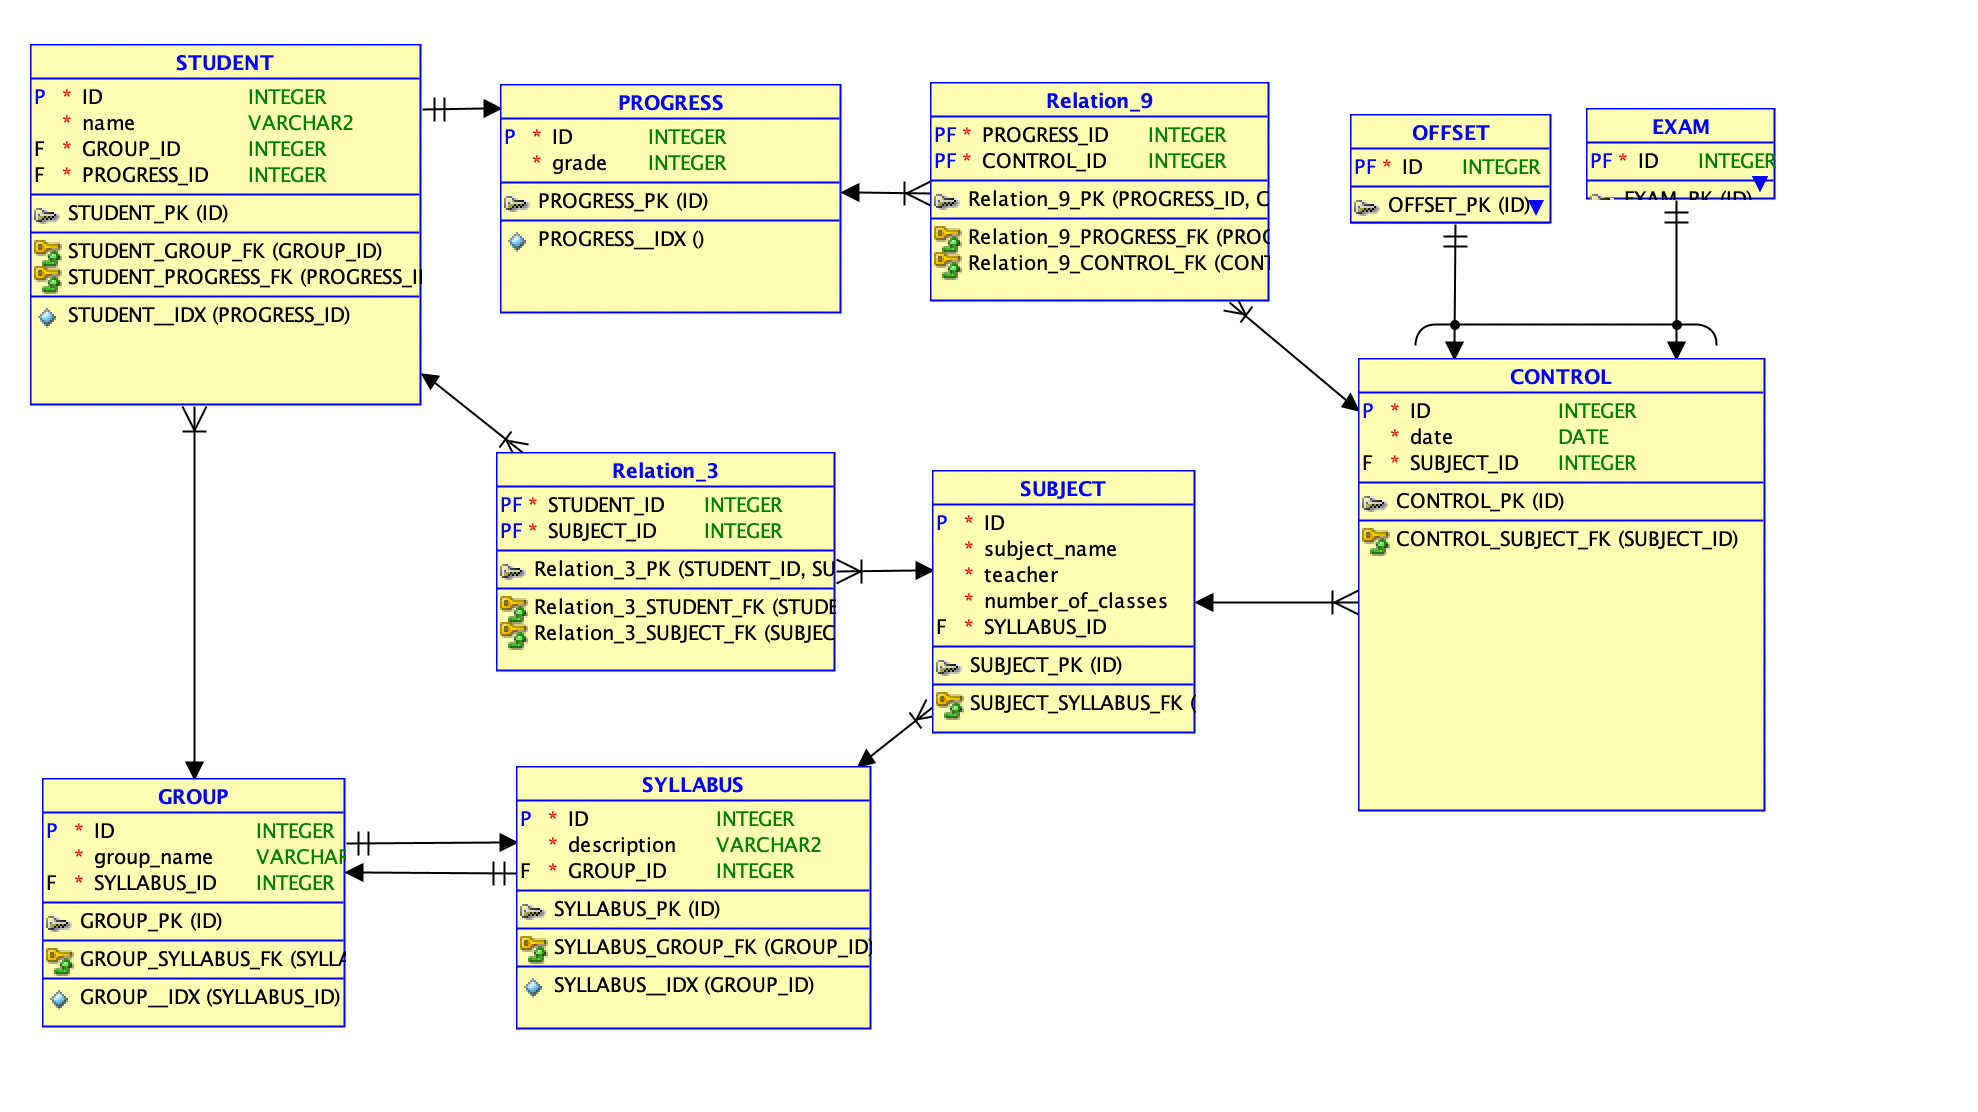 STUDENT
P * ID INTEGER
* name VARCHAR2
F * GROUP_ID INTEGER
F * PROGRESS_ID INTEGER
STUDENT_PK (ID)
STUDENT_GROUP_FK (GROUP_ID)
STUDENT_PROGRESS_FK (PROGRESS_I
STUDENT__IDX (PROGRESS_ID)
PROGRESS
P * ID INTEGER
* grade INTEGER
PROGRESS_PK (ID)
PROGRESS__IDX ()
Relation_9
PF * PROGRESS_ID INTEGER
PF * CONTROL_ID INTEGER
Relation_9_PK (PROGRESS_ID, C
Relation_9_PROGRESS_FK (PROG
Relation_9_CONTROL_FK (CONT
OFFSET
PF * ID INTEGER
OFFSET_PK (ID)
EXAM
PF * ID INTEGER
EXAM_PK (ID)
CONTROL
P * ID INTEGER
* date DATE
F * SUBJECT_ID INTEGER
CONTROL_PK (ID)
CONTROL_SUBJECT_FK (SUBJECT_ID)
Relation_3
PF * STUDENT_ID INTEGER
PF * SUBJECT_ID INTEGER
Relation_3_PK (STUDENT_ID, SU
Relation_3_STUDENT_FK (STUDE
Relation_3_SUBJECT_FK (SUBJEC
SUBJECT
P * ID
* subject_name
* teacher
* number_of_classes
F * SYLLABUS_ID
SUBJECT_PK (ID)
SUBJECT_SYLLABUS_FK (
GROUP
P * ID INTEGER
* group_name VARCHAR
F * SYLLABUS_ID INTEGER
GROUP_PK (ID)
GROUP_SYLLABUS_FK (SYLLA
GROUP__IDX (SYLLABUS_ID)
SYLLABUS
P * ID INTEGER
* description VARCHAR2
F * GROUP_ID INTEGER
SYLLABUS_PK (ID)
SYLLABUS_GROUP_FK (GROUP_ID)
SYLLABUS__IDX (GROUP_ID)